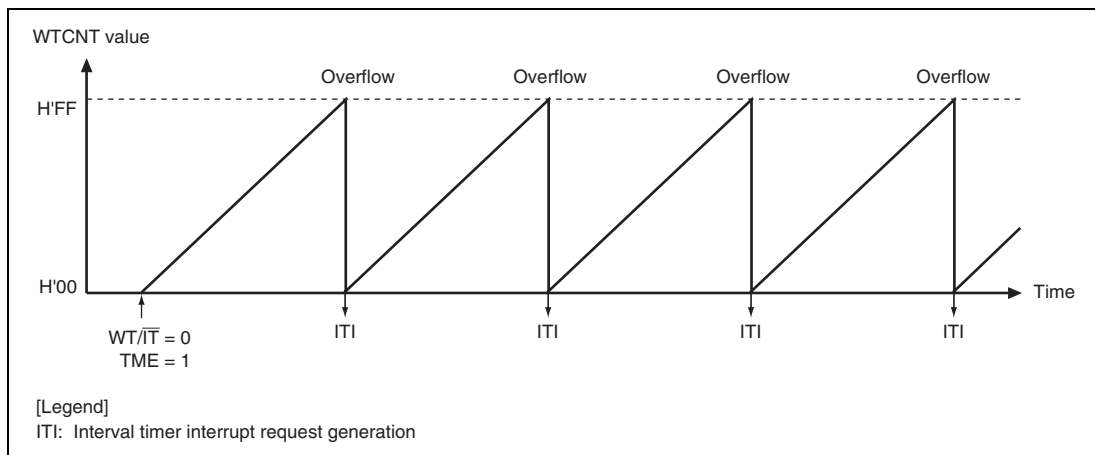 WTCNT value
Overflow Overflow Overflow Overflow
H'FF
H'00
Time
WT/I̅T̅ = 0
TME = 1
ITI ITI ITI ITI
[Legend]
ITI: Interval timer interrupt request generation